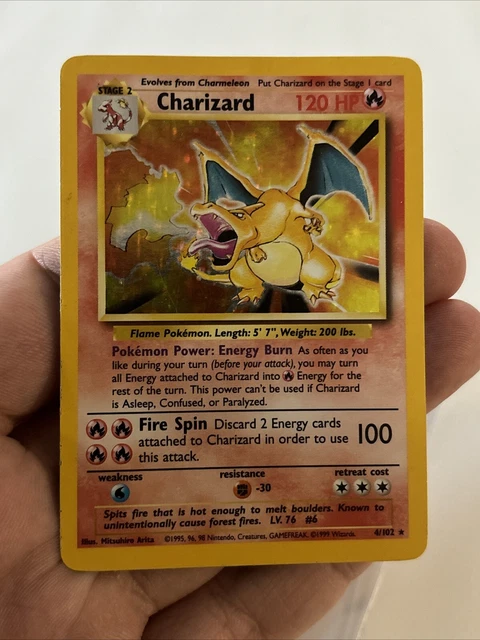 Evolves from Charmeleon Put Charizard on the Stage 1 card
STAGE 2
Charizard 120 HP
Flame Pokémon. Length: 5' 7", Weight: 200 lbs.
Pokémon Power: Energy Burn As often as you
like during your turn (before your attack), you may turn
all Energy attached to Charizard into Energy for the
rest of the turn. This power can't be used if Charizard
is Asleep, Confused, or Paralyzed.
Fire Spin Discard 2 Energy cards
attached to Charizard in order to use 100
this attack.
weakness resistance retreat cost
-30
Spits fire that is hot enough to melt boulders. Known to
unintentionally cause forest fires. LV. 76 #6
Illus. Mitsuhiro Arita ©1995, 96, 98 Nintendo, Creatures, GAMEFREAK. ©1999 Wizards. 4/102 ★